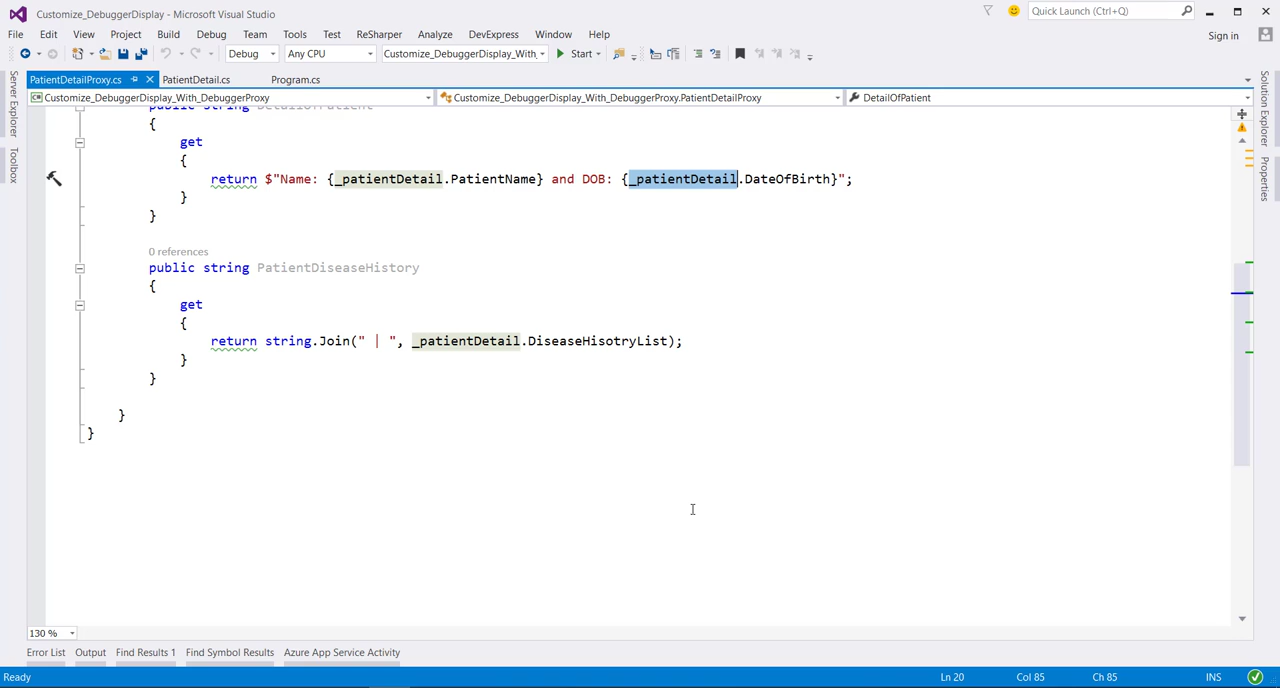 Customize_DebuggerDisplay - Microsoft Visual Studio
Quick Launch (Ctrl+Q)
File Edit View Project Build Debug Team Tools Test ReSharper Analyze DevExpress Window Help
Sign in
Debug Any CPU Customize_DebuggerDisplay_With_ Start
PatientDetailProxy.cs PatientDetail.cs Program.cs
Customize_DebuggerDisplay_With_DebuggerProxy Customize_DebuggerDisplay_With_DebuggerProxy.PatientDetailProxy DetailOfPatient
Server Explorer
Toolbox
Solution Explorer
Properties
public string DetailOfPatient
{
get
{
return $"Name: {_patientDetail.PatientName} and DOB: {_patientDetail.DateOfBirth}";
}
}
0 references
public string PatientDiseaseHistory
{
get
{
return string.Join(" | ", _patientDetail.DiseaseHisotryList);
}
}
}
}
130 %
Error List Output Find Results 1 Find Symbol Results Azure App Service Activity
Ready Ln 20 Col 85 Ch 85 INS